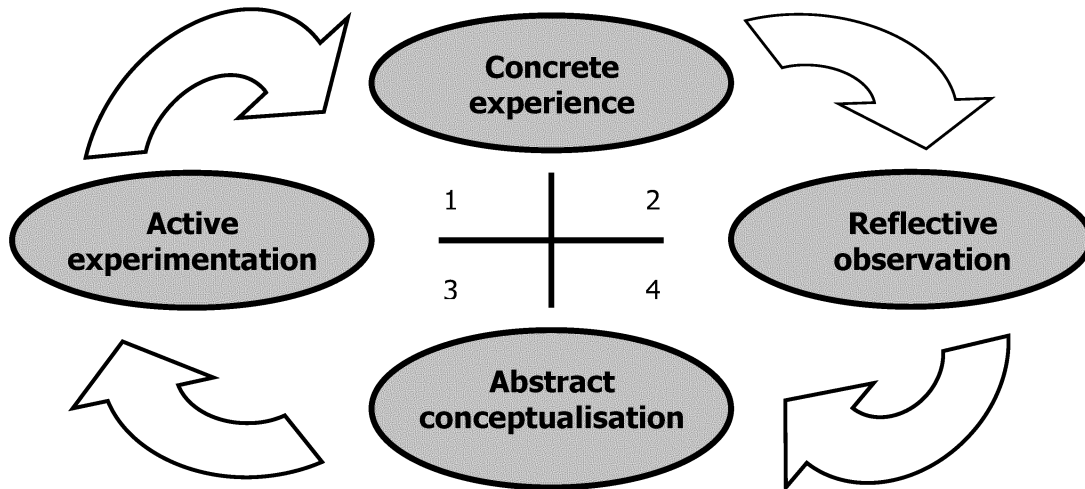 Concrete
experience
1
2
Active
experimentation
Reflective
observation
3
4
Abstract
conceptualisation